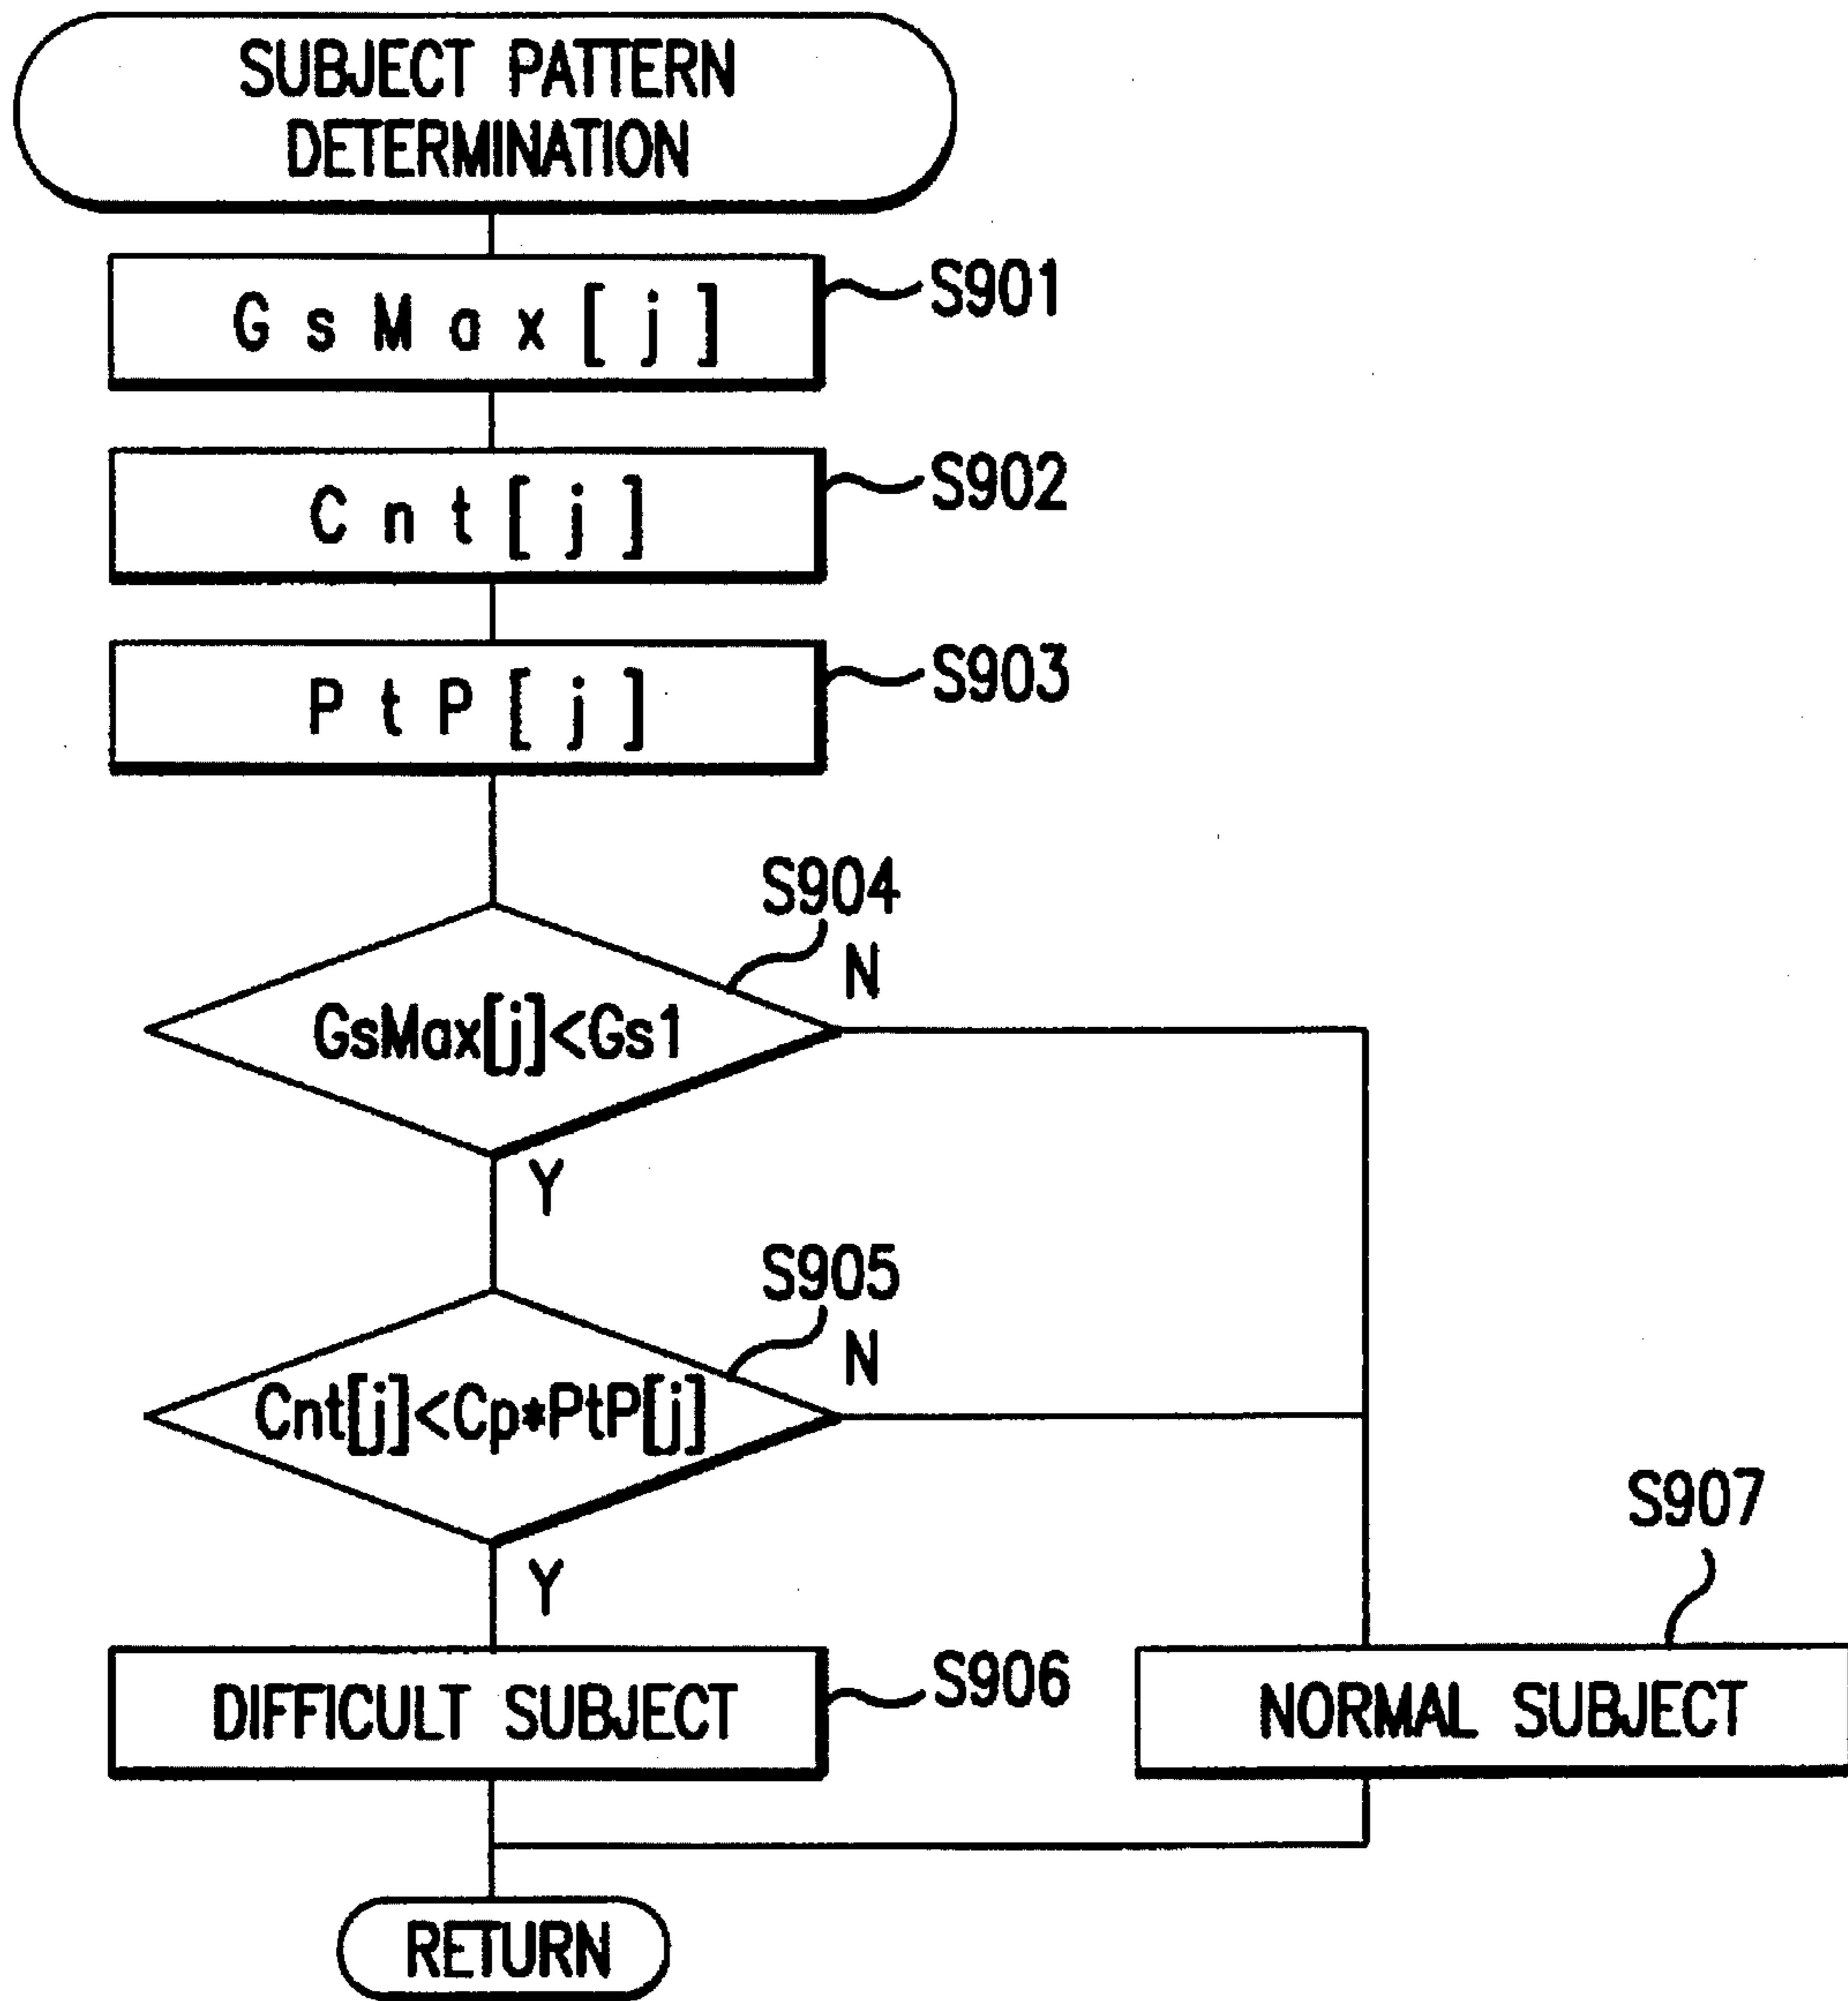 SUBJECT PATTERN
DETERMINATION
GsMax[j]
S901
Cnt[j]
S902
PtP[j]
S903
S904
N
GsMax[j]<Gs1
Y
S905
N
Cnt[j]<Cp*PtP[j]
Y
S907
DIFFICULT SUBJECT
S906
NORMAL SUBJECT
RETURN